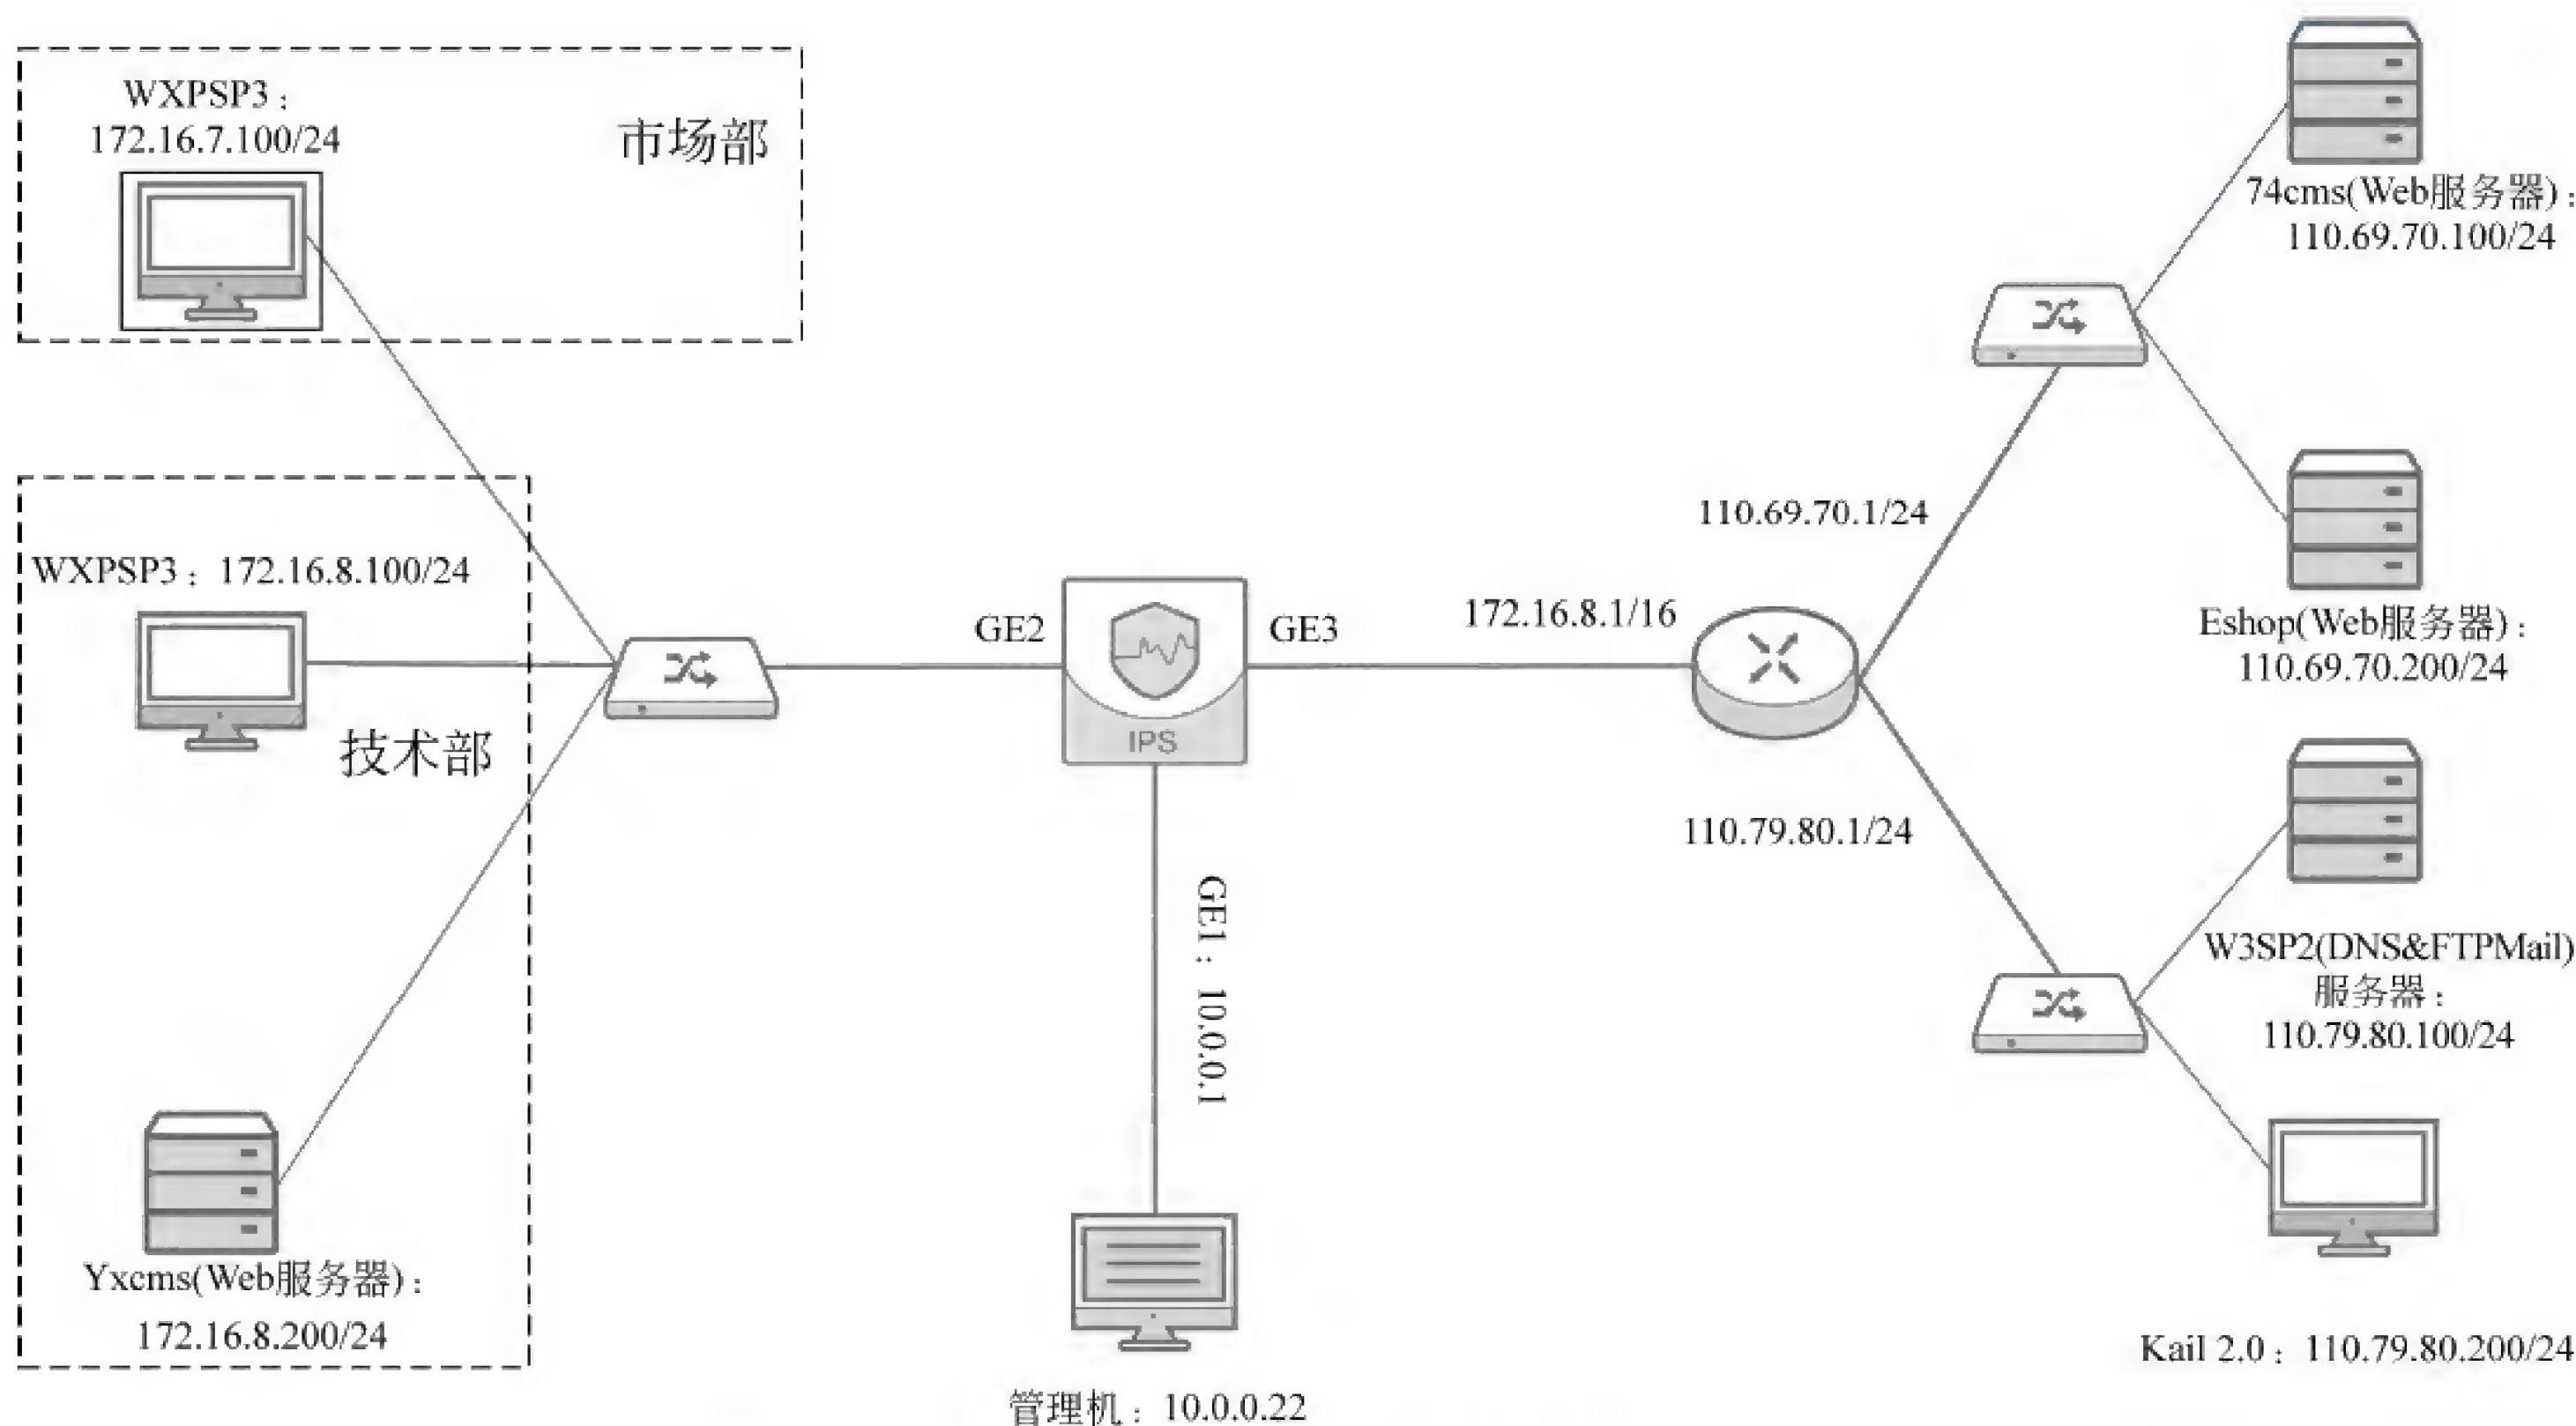 WXPSP3：
172.16.7.100/24
市场部
WXPSP3：172.16.8.100/24
技术部
Yxcms(Web服务器)：
172.16.8.200/24
GE2
IPS
GE3
GE1：10.0.0.1
管理机：10.0.0.22
172.16.8.1/16
110.69.70.1/24
110.79.80.1/24
74cms(Web服务器)：
110.69.70.100/24
Eshop(Web服务器)：
110.69.70.200/24
W3SP2(DNS&FTPMail)
服务器：
110.79.80.100/24
Kail 2.0：110.79.80.200/24